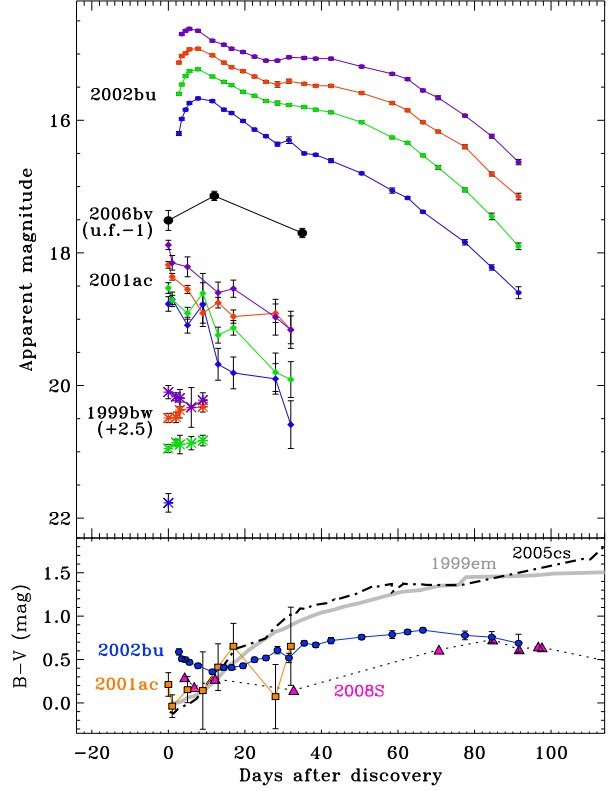 16
18
20
22
Apparent magnitude
2002bu
2006bv
(u.f.−1)
2001ac
1999bw
(+2.5)
1.5
1.0
0.5
0.0
B−V (mag)
1999em
2005cs
2002bu
2001ac
2008S
−20 0 20 40 60 80 100
Days after discovery